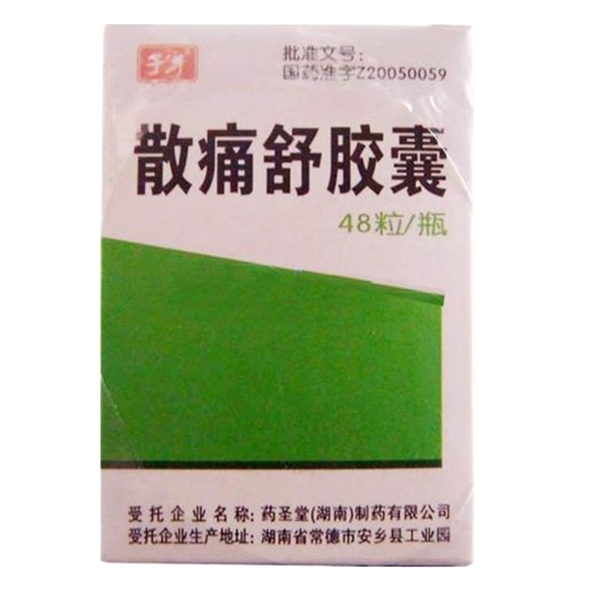 批准文号:
国药准字Z20050059
散痛舒胶囊
48粒/瓶
受托企业名称: 药圣堂(湖南)制药有限公司
受托企业生产地址: 湖南省常德市安乡县工业园